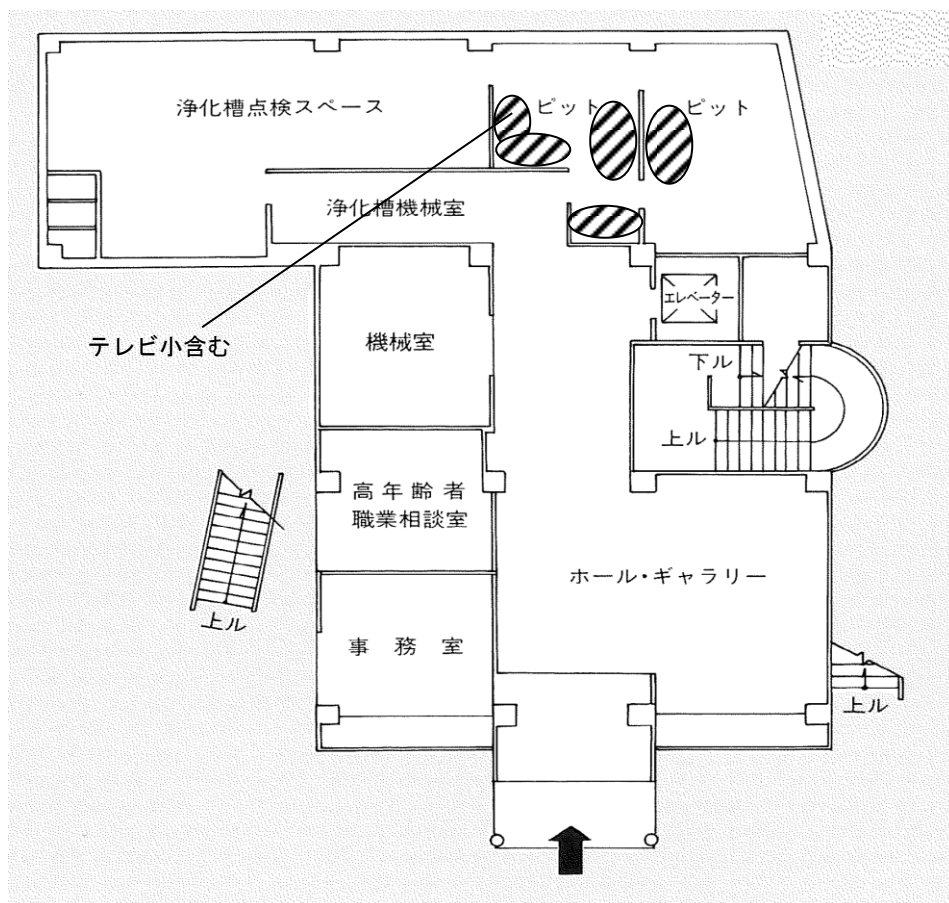 浄化槽点検スペース
ピット
ピット
浄化槽機械室
エレベーター
テレビ小含む
機械室
下ル
上ル
高年齢者
職業相談室
ホール・ギャラリー
上ル
事務室
上ル